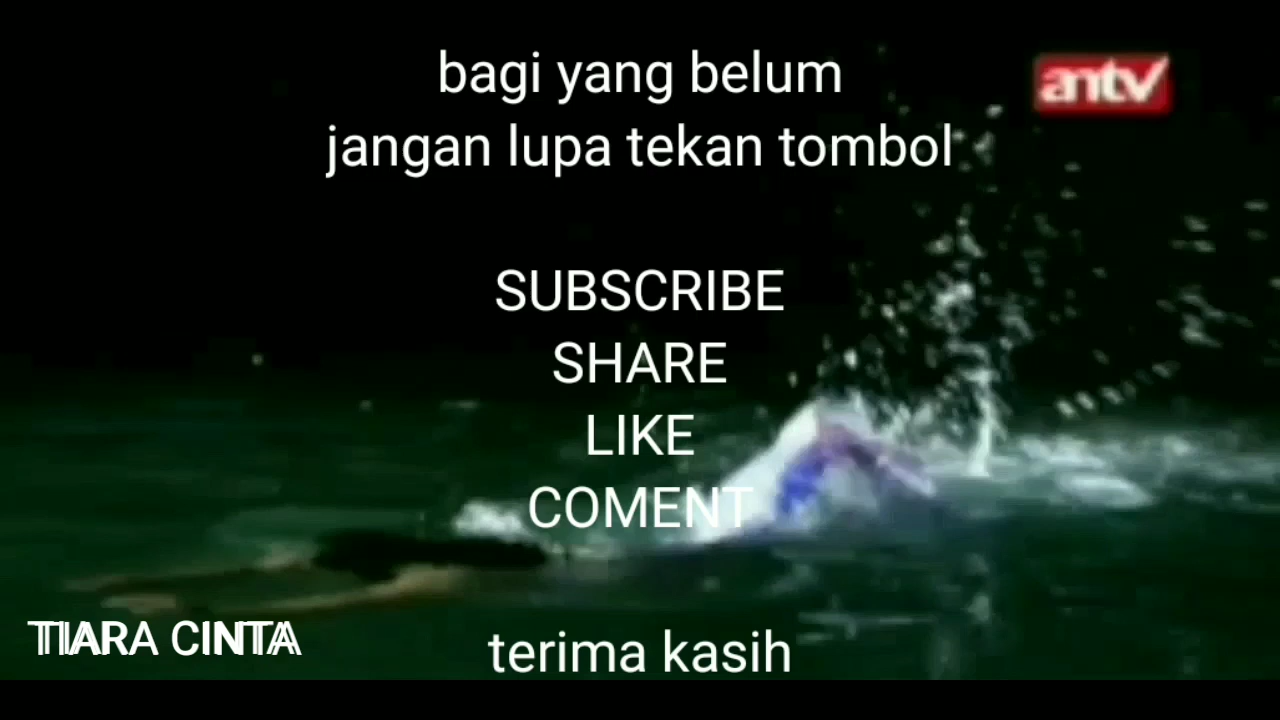 bagi yang belum
antv
jangan lupa tekan tombol
SUBSCRIBE
SHARE
LIKE
COMENT
TIARA CINTA
terima kasih